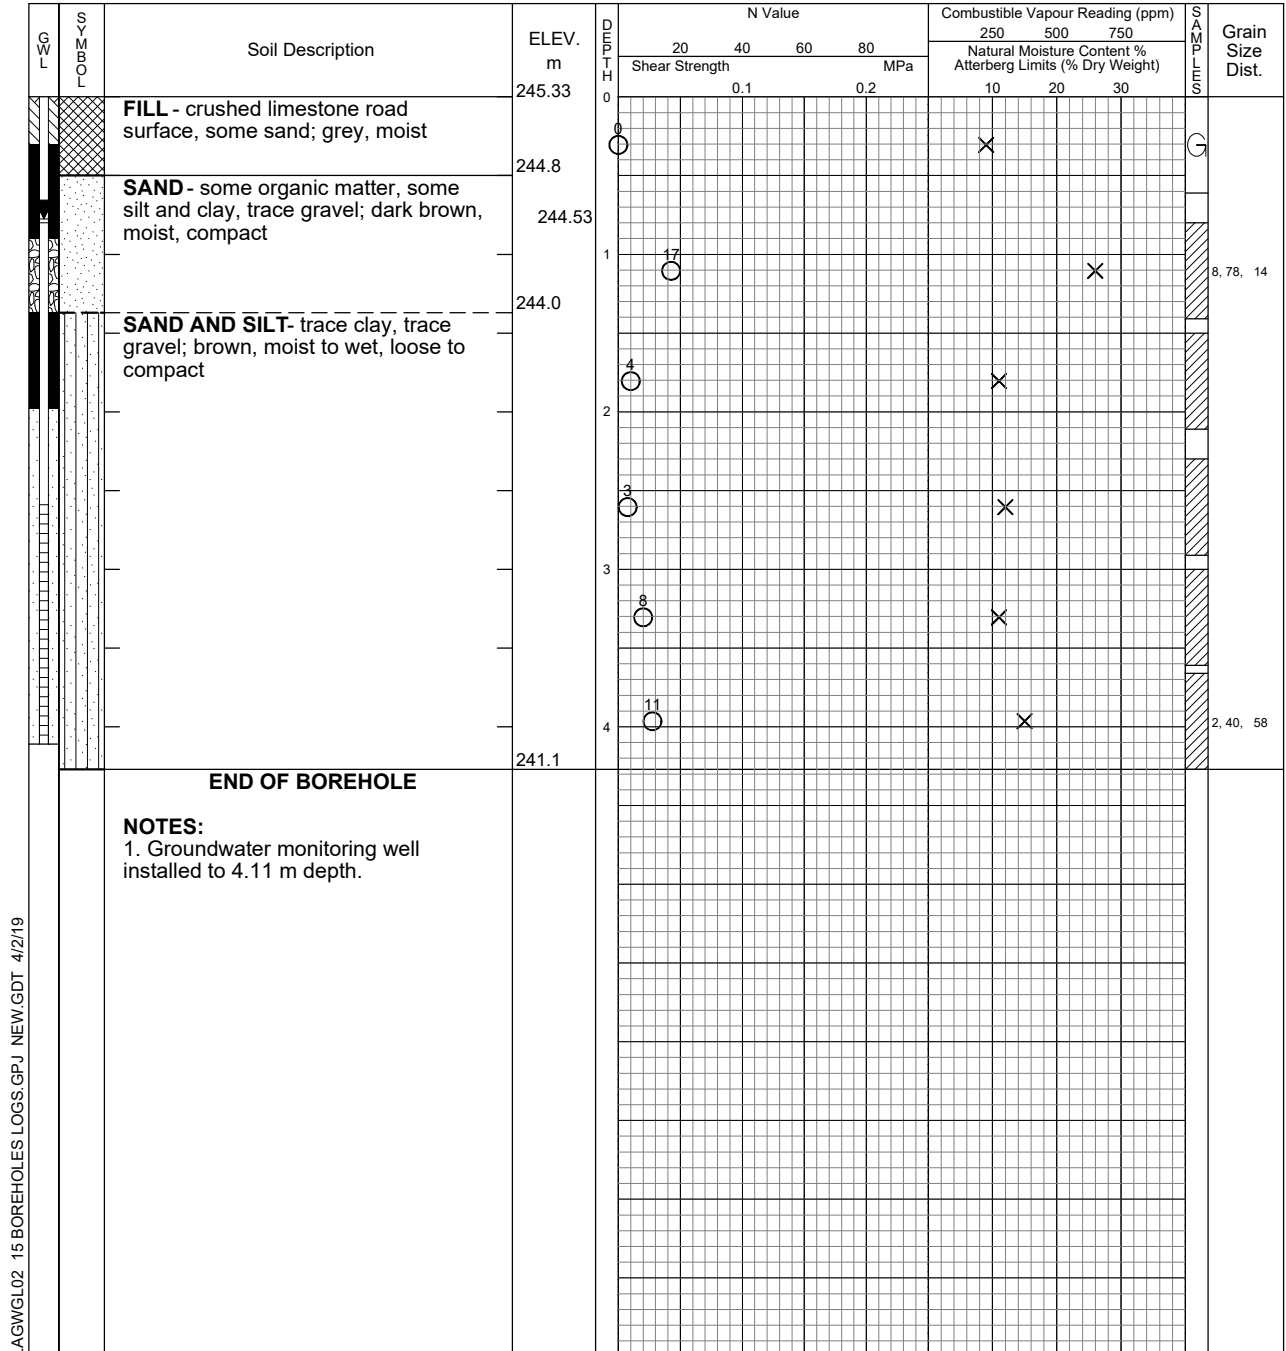 GWL
SYMBOL
Soil Description
ELEV.
m
DEPTH
N Value
20 40 60 80
Shear Strength MPa
0.1 0.2
Combustible Vapour Reading (ppm)
250 500 750
Natural Moisture Content %
Atterberg Limits (% Dry Weight)
10 20 30
SAMPLES
Grain
Size
Dist.
245.33
0
FILL - crushed limestone road
surface, some sand; grey, moist
0
G
244.8
SAND - some organic matter, some
silt and clay, trace gravel; dark brown,
moist, compact
244.53
1
17
8, 78, 14
244.0
SAND AND SILT- trace clay, trace
gravel; brown, moist to wet, loose to
compact
4
2
3
3
8
11
4
2, 40, 58
241.1
END OF BOREHOLE
NOTES:
1. Groundwater monitoring well
installed to 4.11 m depth.
AGWGL02 15 BOREHOLES LOGS.GPJ NEW.GDT 4/2/19